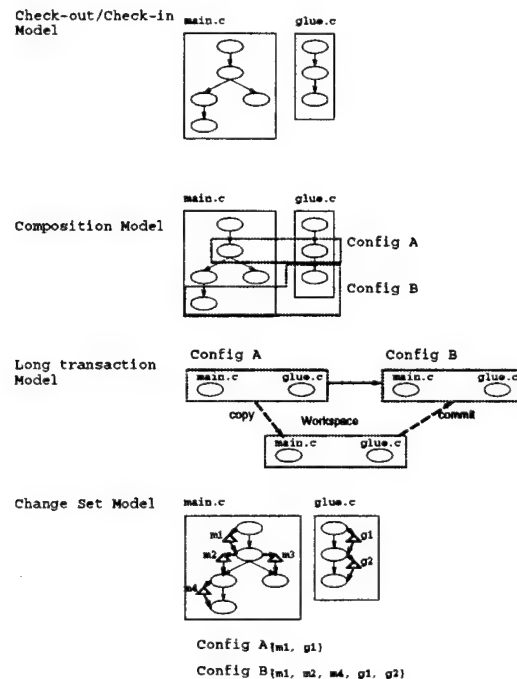 Check-out/Check-in
Model
main.c glue.c
main.c glue.c
Composition Model
Config A
Config B
Long transaction
Model
Config A Config B
main.c glue.c main.c glue.c
copy Workspace commit
main.c glue.c
Change Set Model
main.c glue.c
m1 g1
m2 m3 g2
m4
Config A{m1, g1}
Config B{m1, m2, m4, g1, g2}